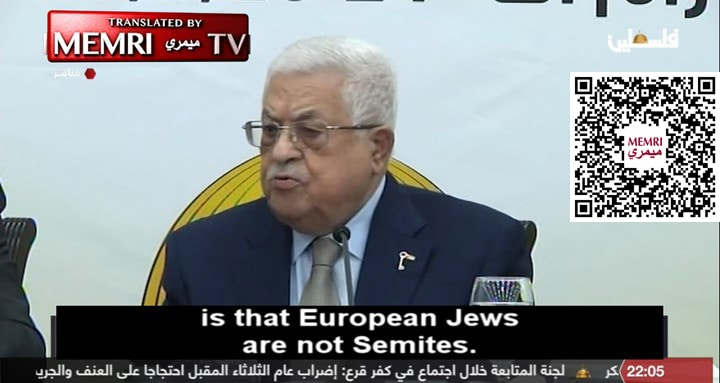 TRANSLATED BY
MEMRI ميمري TV
مباشر
فلسطين
MEMRI
ميمري
is that European Jews
are not Semites.
لجنة المتابعة خلال اجتماع في كفر قرع: إضراب عام الثلاثاء المقبل احتجاجا على العنف والجريـ
22:05